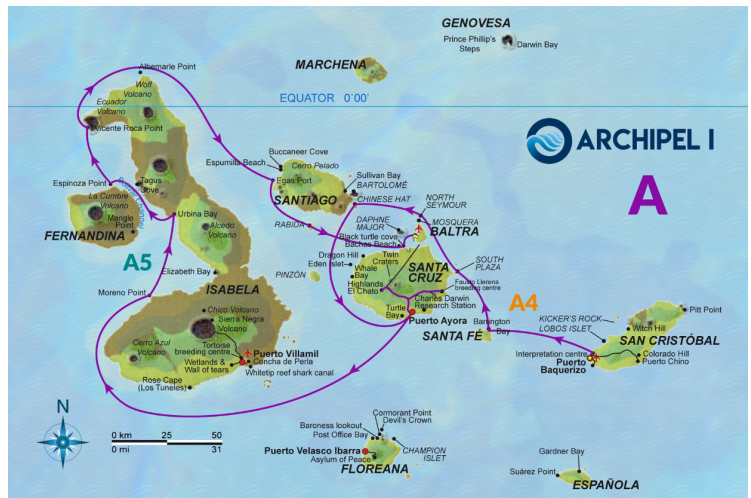 GENOVESA
Prince Phillip's
Steps
Darwin Bay
MARCHENA
Albemarle Point
Wolf
Volcano
Ecuador
Volcano
EQUATOR 0°00'
Vicente Roca Point
ARCHIPEL I
A
Buccaneer Cove
Cerro Pelado
Espumilla Beach
Sullivan Bay
BARTOLOMÉ
Egas Port
CHINESE HAT
SANTIAGO
NORTH
SEYMOUR
Espinoza Point
Tagus
Cove
La Cumbre
Volcano
Mangle
Point
FERNANDINA
Urbina Bay
Alcedo
Volcano
RABIDA
DAPHNE
MAJOR
MOSQUERA
BALTRA
Black turtle cove
Bachas Beach
Dragon Hill
Twin
Craters
Eden Islet
Whale
Bay
SANTA
CRUZ
SOUTH
PLAZA
A5
Elizabeth Bay
PINZÓN
Highlands
El Chato
Fausto Llerena
breeding centre
ISABELA
Moreno Point
Charles Darwin
Research Station
A4
Chico Volcano
Sierra Negra
Volcano
Turtle
Bay
Puerto Ayora
Barrington
Bay
SANTA FÉ
KICKER'S ROCK
LOBOS ISLET
Pitt Point
Witch Hill
SAN CRISTÓBAL
Cerro Azul
Volcano
Tortoise
breeding centre
Puerto Villamil
Concha de Perla
Wetlands &
Wall of tears
Whitetip reef shark canal
Interpretation centre
Puerto
Baquerizo
Colorado Hill
Puerto Chino
Rose Cape
(Los Tuneles)
N
0 km 25 50
0 mi 31
Cormorant Point
Devil's Crown
Baroness lookout
Post Office Bay
CHAMPION
ISLET
Puerto Velasco Ibarra
Asylum of Peace
FLOREANA
Gardner Bay
Suárez Point
ESPAÑOLA